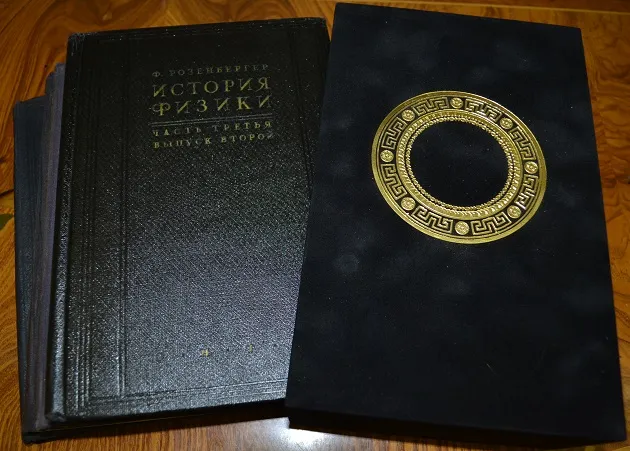 Ф. РОЗЕНБЕРГЕР
ИСТОРИЯ
ФИЗИКИ
ЧАСТЬ ТРЕТЬЯ
ВЫПУСК ВТОРОЙ